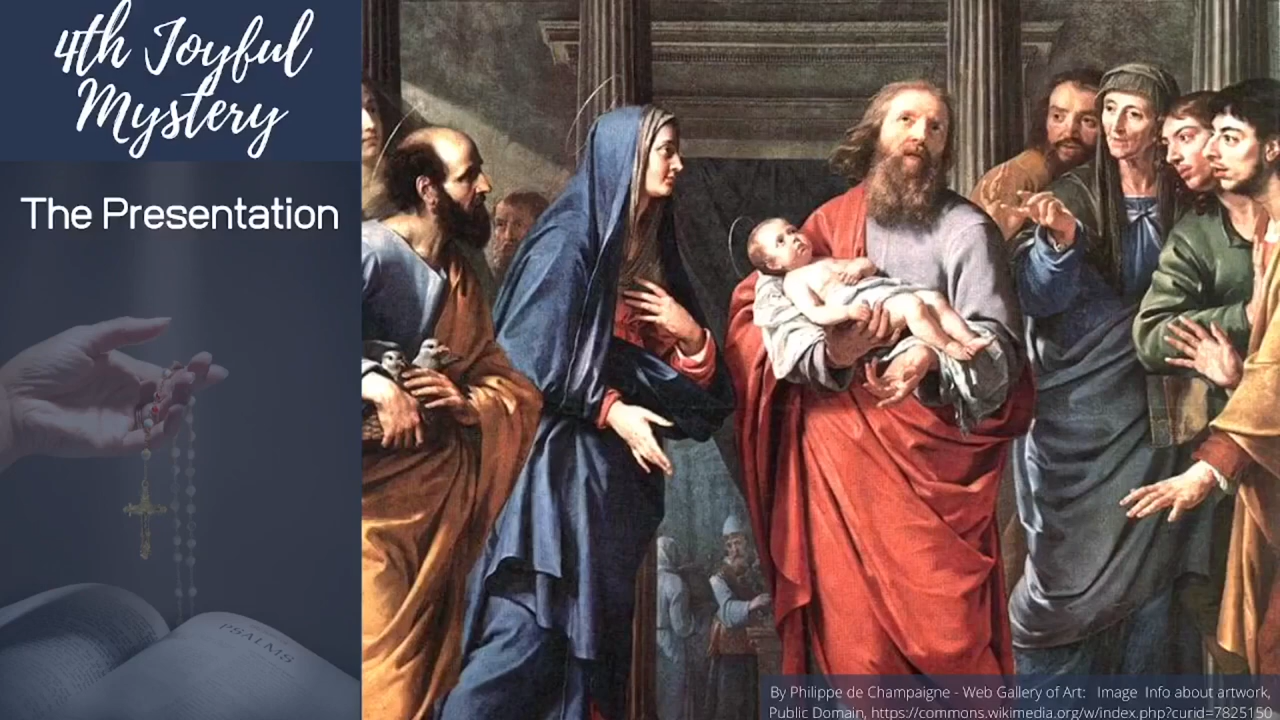 4th Joyful
Mystery
The Presentation
PSALMS
By Philippe de Champaigne - Web Gallery of Art: Image Info about artwork,
Public Domain, https://commons.wikimedia.org/w/index.php?curid=7825150